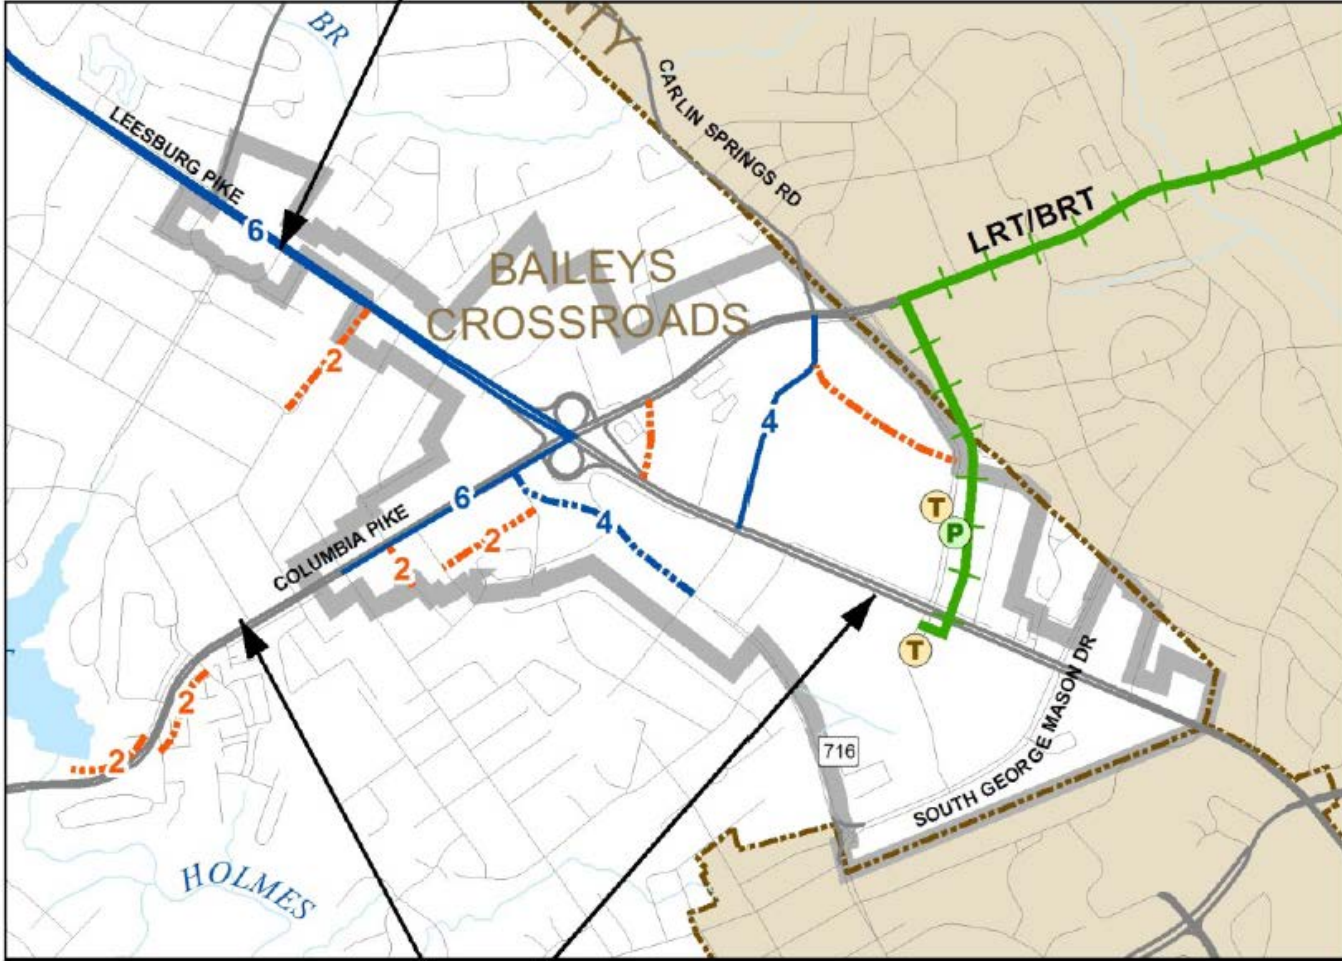 BR
NTY
CARLIN SPRINGS RD
LEESBURG PIKE
6
LRT/BRT
BAILEYS
CROSSROADS
2
4
6
COLUMBIA PIKE
2
2
4
T
P
T
2
2
716
SOUTH GEORGE MASON DR
HOLMES